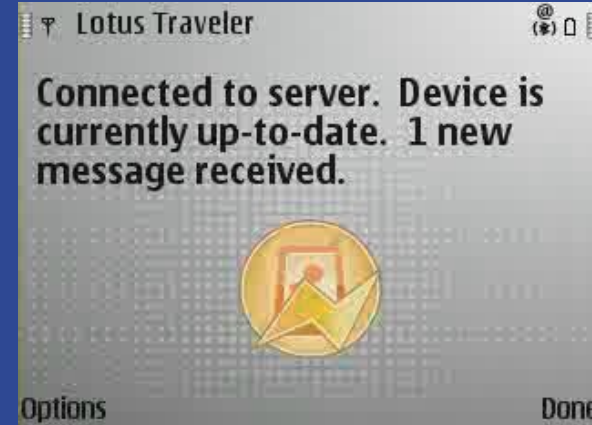 Lotus Traveler
Connected to server. Device is
currently up-to-date. 1 new
message received.
Options
Done